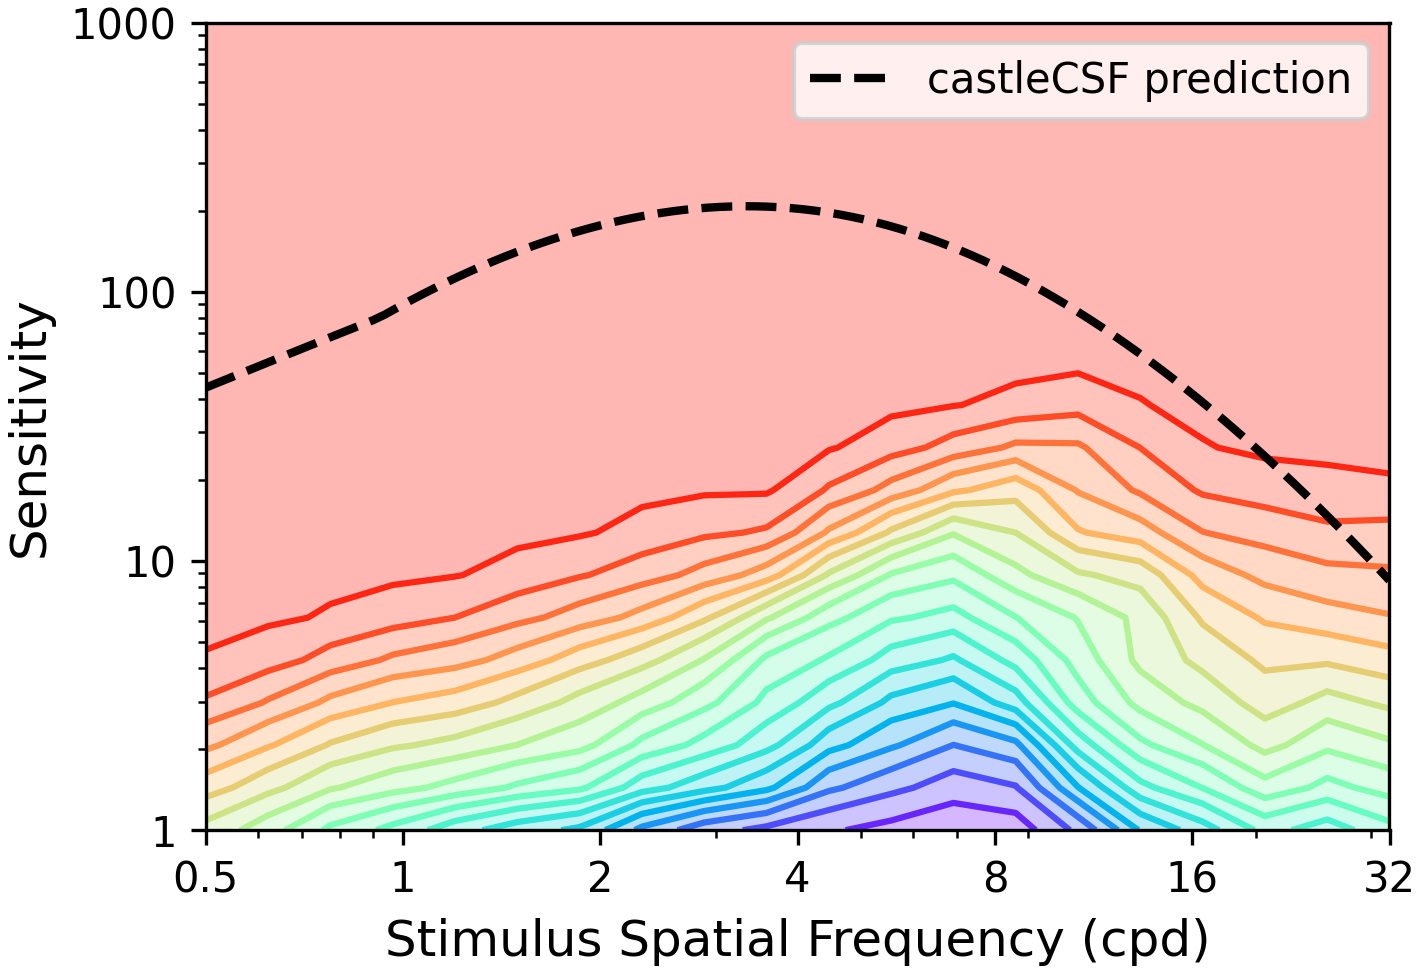 1000
100
10
1
Sensitivity
castleCSF prediction
0.5 1 2 4 8 16 32
Stimulus Spatial Frequency (cpd)